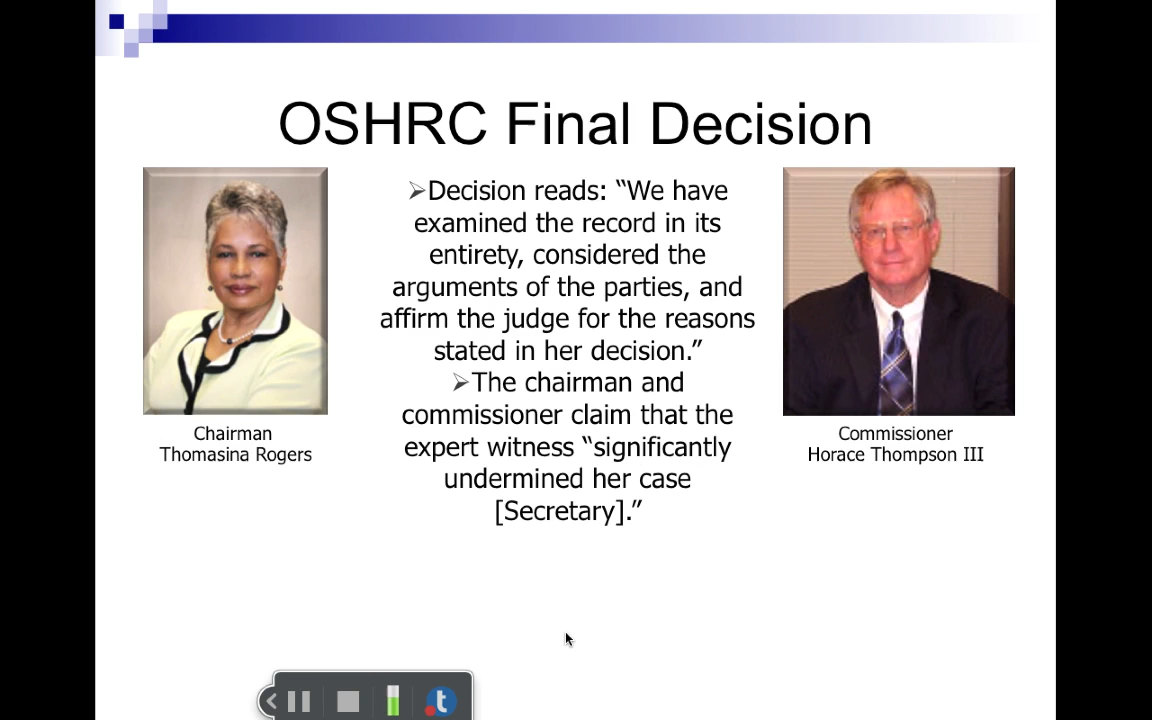 OSHRC Final Decision
➢Decision reads: “We have
examined the record in its
entirety, considered the
arguments of the parties, and
affirm the judge for the reasons
stated in her decision.”
➢The chairman and
commissioner claim that the
expert witness “significantly
undermined her case
[Secretary].”
Chairman
Thomasina Rogers
Commissioner
Horace Thompson III
t